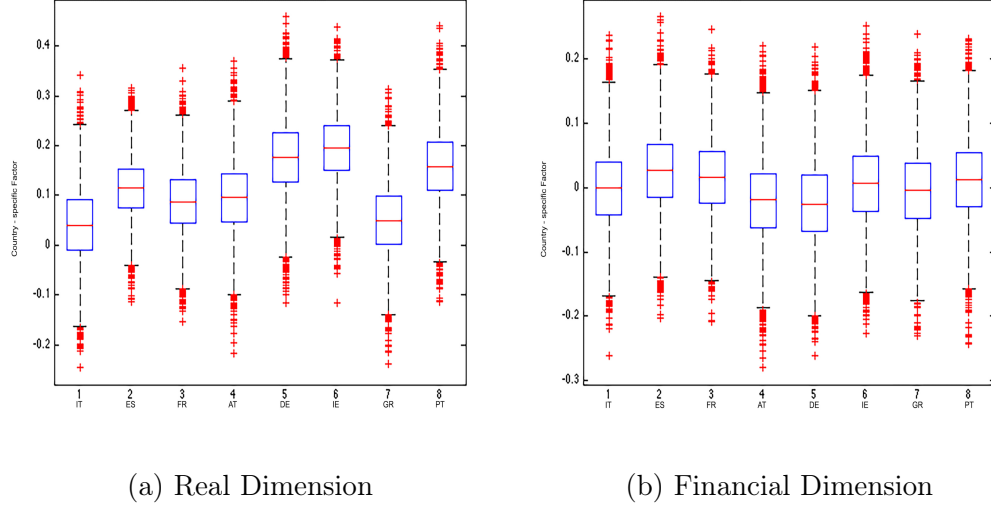 0.4
0.3
0.2
0.1
0
-0.1
-0.2
Country - specific Factor
1 2 3 4 5 6 7 8
IT ES FR AT DE IE GR PT
(a) Real Dimension
0.2
0.1
0
-0.1
-0.2
-0.3
Country - specific Factor
1 2 3 4 5 6 7 8
IT ES FR AT DE IE GR PT
(b) Financial Dimension